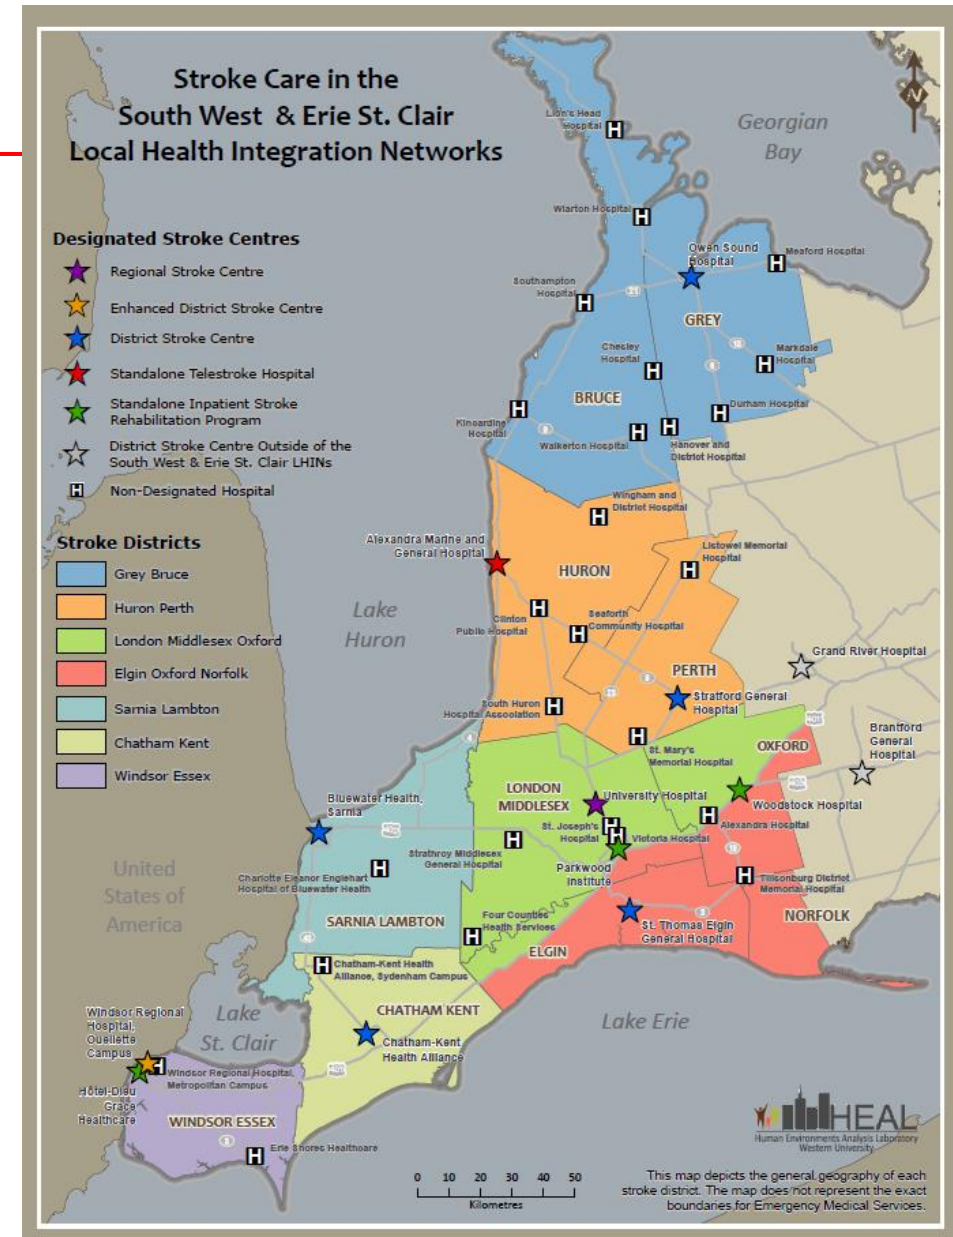 Stroke Care in the
South West & Erie St. Clair
Local Health Integration Networks
Designated Stroke Centres
Regional Stroke Centre
Enhanced District Stroke Centre
District Stroke Centre
Standalone Telestroke Hospital
Standalone Inpatient Stroke
Rehabilitation Program
District Stroke Centre Outside of the
South West & Erie St. Clair LHINs
H Non-Designated Hospital
Stroke Districts
Grey Bruce
Huron Perth
London Middlesex Oxford
Elgin Oxford Norfolk
Sarnia Lambton
Chatham Kent
Windsor Essex
N
Georgian
Bay
Lion's Head
Hospital
H
Wiarton Hospital
H
Owen Sound
Hospital
Meaford Hospital
H
Southampton
Hospital
H
21
GREY
10
Chesley
Hospital
H
Markdale
Hospital
H
6
BRUCE
Durham Hospital
H
Kincardine
Hospital
H
9
Walkerton Hospital
H
Hanover and
District Hospital
H
Wingham and
District Hospital
H
Alexandra Marine and
General Hospital
Listowel Memorial
Hospital
H
HURON
Lake
Huron
Clinton
Public Hospital
H
Seaforth
Community Hospital
H
PERTH
8
Grand River Hospital
Stratford General
Hospital
South Huron
Hospital Association
H
St. Mary's
Memorial Hospital
H
401
OXFORD
Brantford
General
Hospital
LONDON
MIDDLESEX
University Hospital
Woodstock Hospital
Bluewater Health,
Sarnia
St. Joseph's
Hospital
H
Victoria Hospital
H
Alexandra Hospital
H
Strathroy Middlesex
General Hospital
H
Parkwood
Institute
19
Charlotte Eleanor Englehart
Hospital of Bluewater Health
H
Tillsonburg District
Memorial Hospital
H
United
States of
America
SARNIA LAMBTON
Four Counties
Health Services
H
3
St. Thomas Elgin
General Hospital
NORFOLK
ELGIN
40
Chatham-Kent Health
Alliance, Sydenham Campus
H
Lake
St. Clair
CHATHAM KENT
Chatham-Kent
Health Alliance
Lake Erie
Windsor Regional
Hospital,
Ouellette
Campus
H
Windsor Regional Hospital,
Metropolitan Campus
Hôtel-Dieu
Grace
Healthcare
WINDSOR ESSEX
3
Erie Shores Healthcare
H
HEAL
Human Environments Analysis Laboratory
Western University
0 10 20 30 40 50
Kilometres
This map depicts the general geography of each
stroke district. The map does not represent the exact
boundaries for Emergency Medical Services.